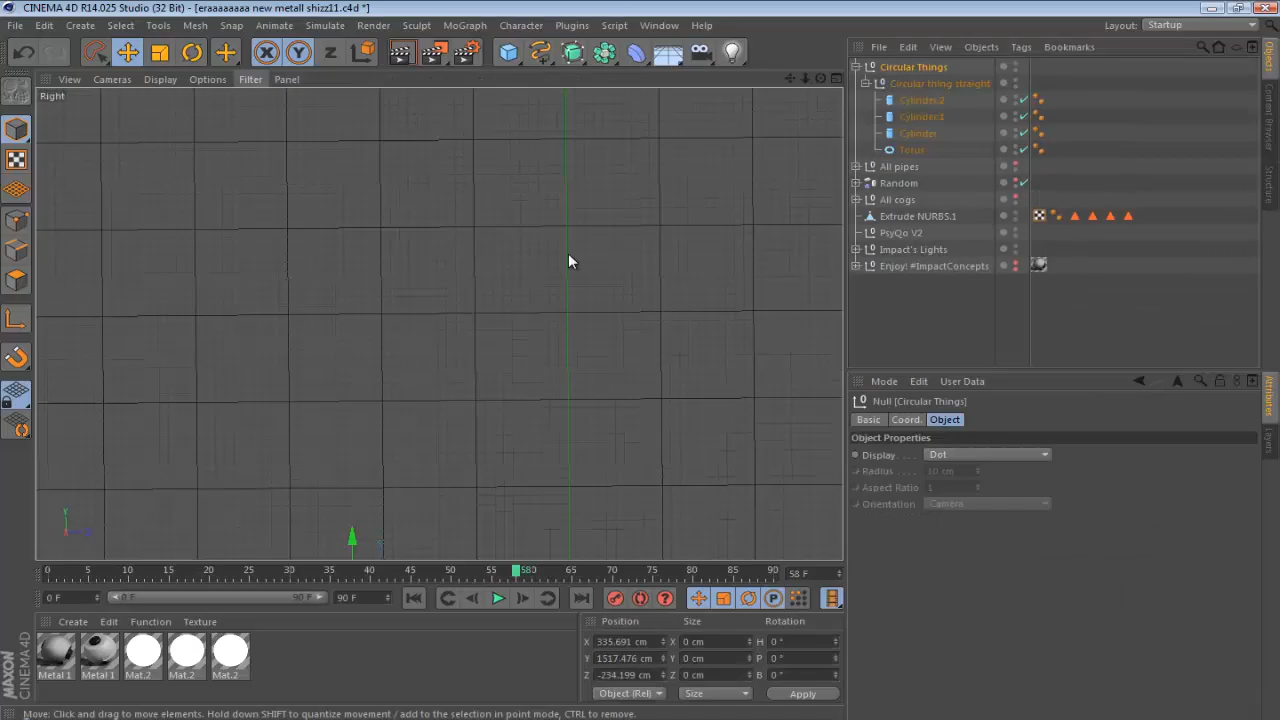 CINEMA 4D R14.025 Studio (32 Bit) - [eraaaaaaa new metall shizz11.c4d *]
File Edit Create Select Tools Mesh Snap Animate Simulate Render Sculpt MoGraph Character Plugins Script Window Help
Layout: Startup
View Cameras Display Options Filter Panel
Right
File Edit View Objects Tags Bookmarks
Circular Things
Circular thing straight
Cylinder.2
Cylinder.1
Cylinder
Torus
All pipes
Random
All cogs
Extrude NURBS.1
PsyQo V2
Impact's Lights
Enjoy! #ImpactConcepts
Objects
Content Browser
Structure
Mode Edit User Data
Null [Circular Things]
Basic Coord. Object
Object Properties
Display Dot
Radius 10 cm
Aspect Ratio 1
Orientation Camera
Attributes
Layers
Y
0 5 10 15 20 25 30 35 40 45 50 55 580 65 70 75 80 85 90 58 F
0 F 0 F 90 F 90 F
Create Edit Function Texture
Metal 1 Metal 1 Mat.2 Mat.2 Mat.2
Position Size Rotation
X 335.691 cm 0 cm H 0 °
Y 1517.476 cm 0 cm P 0 °
Z -234.199 cm 0 cm B 0 °
Object (Rel) Size Apply
MAXON CINEMA 4D
Move: Click and drag to move elements. Hold down SHIFT to quantize movement / add to the selection in point mode, CTRL to remove.